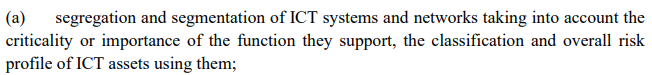 (a) segregation and segmentation of ICT systems and networks taking into account the
criticality or importance of the function they support, the classification and overall risk
profile of ICT assets using them;